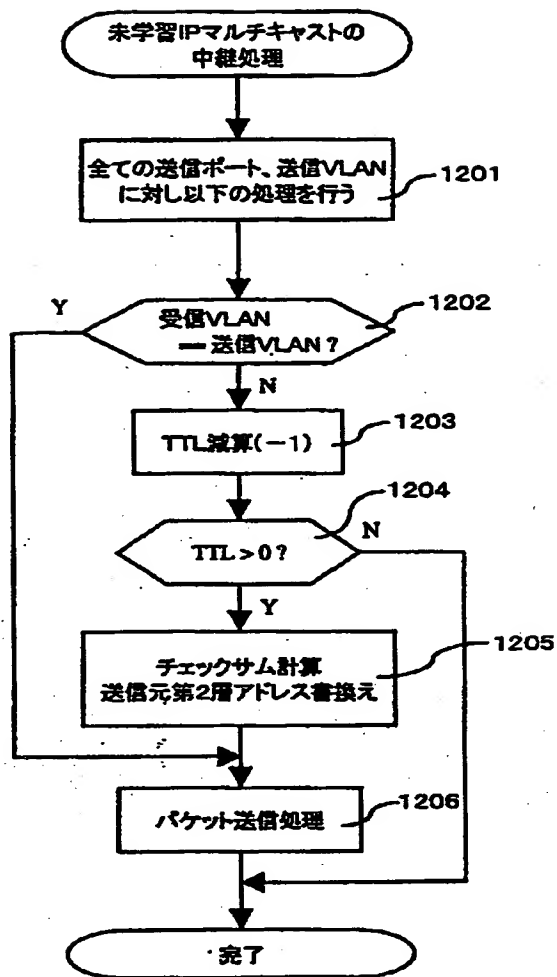 未学習IPマルチキャストの
中継処理
全ての送信ポート、送信VLAN
に対し以下の処理を行う
1201
Y
受信VLAN
== 送信VLAN?
1202
N
TTL減算(-1)
1203
1204
TTL>0?
N
Y
チェックサム計算
送信元第2層アドレス書換え
1205
パケット送信処理
1206
完了